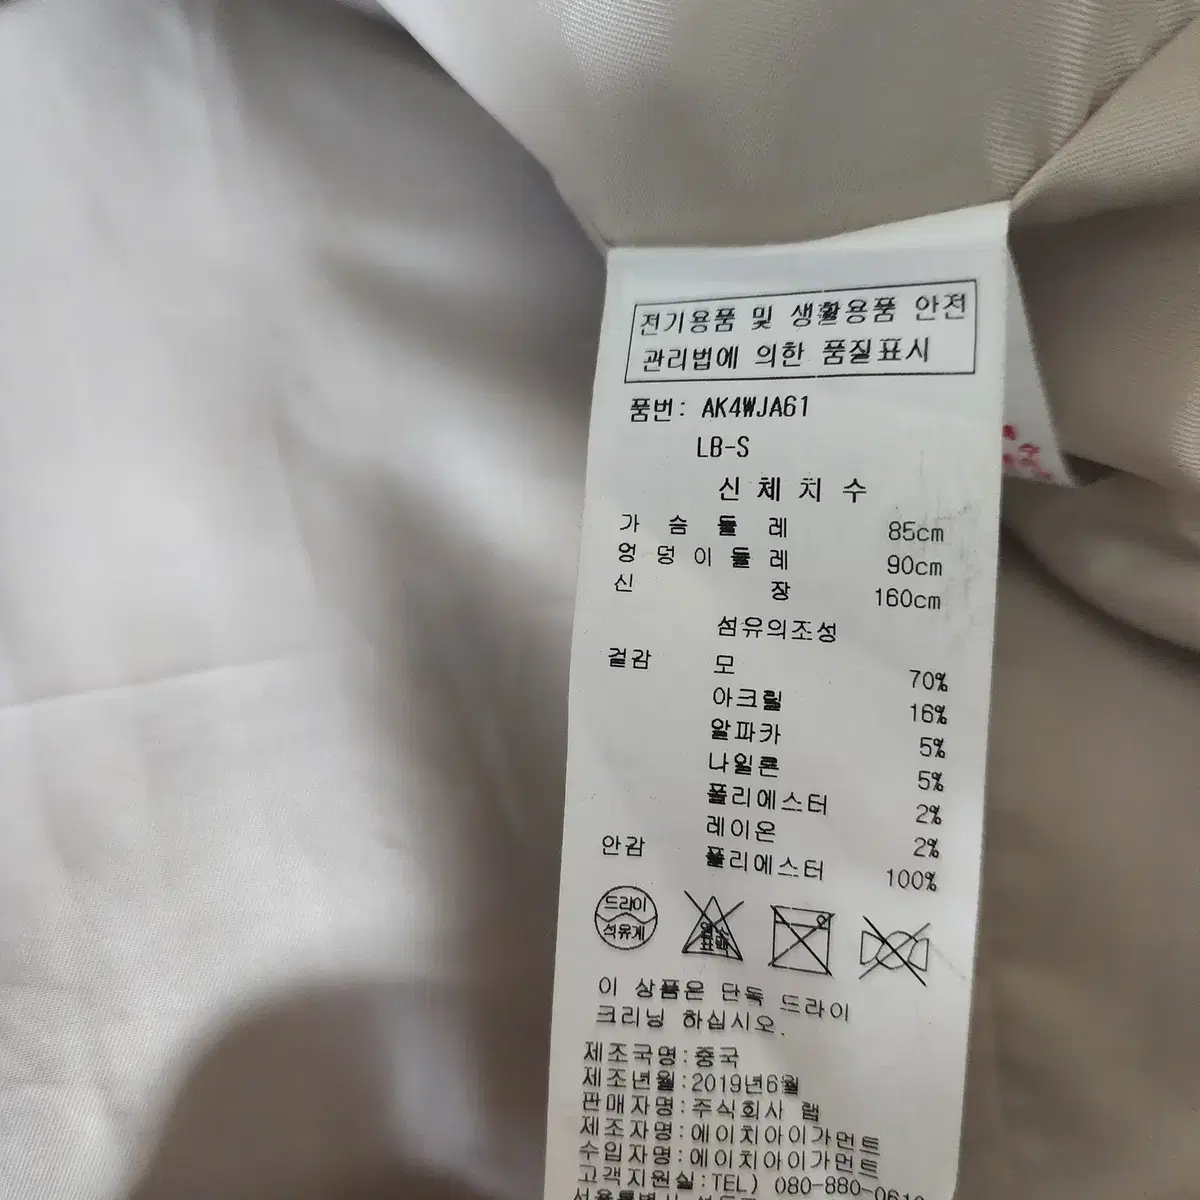 전기용품 및 생활용품 안전
관리법에 의한 품질표시
품번: AK4WJA61
LB-S
신 체 치 수
가 슴 둘 레 85cm
엉 덩 이 둘 레 90cm
신 장 160cm
섬유의조성
겉감 모 70%
아크릴 16%
알파카 5%
나일론 5%
폴리에스터 2%
레이온 2%
안감 폴리에스터 100%
드라이
석유계
염소
표백
이 상품은 단독 드라이
크리닝 하십시오.
제조국명:중국
제조년월:2019년6월
판매자명:주식회사 랩
제조자명:에이치아이가먼트
수입자명:에이치아이가먼트
고객지원실:TEL) 080-880-0610